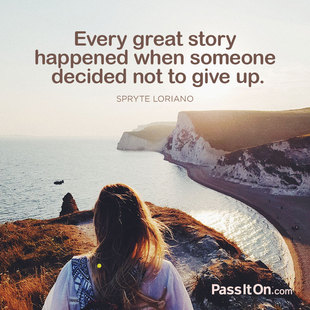 Every great story
happened when someone
decided not to give up.
SPRYTE LORIANO
PassItOn.com